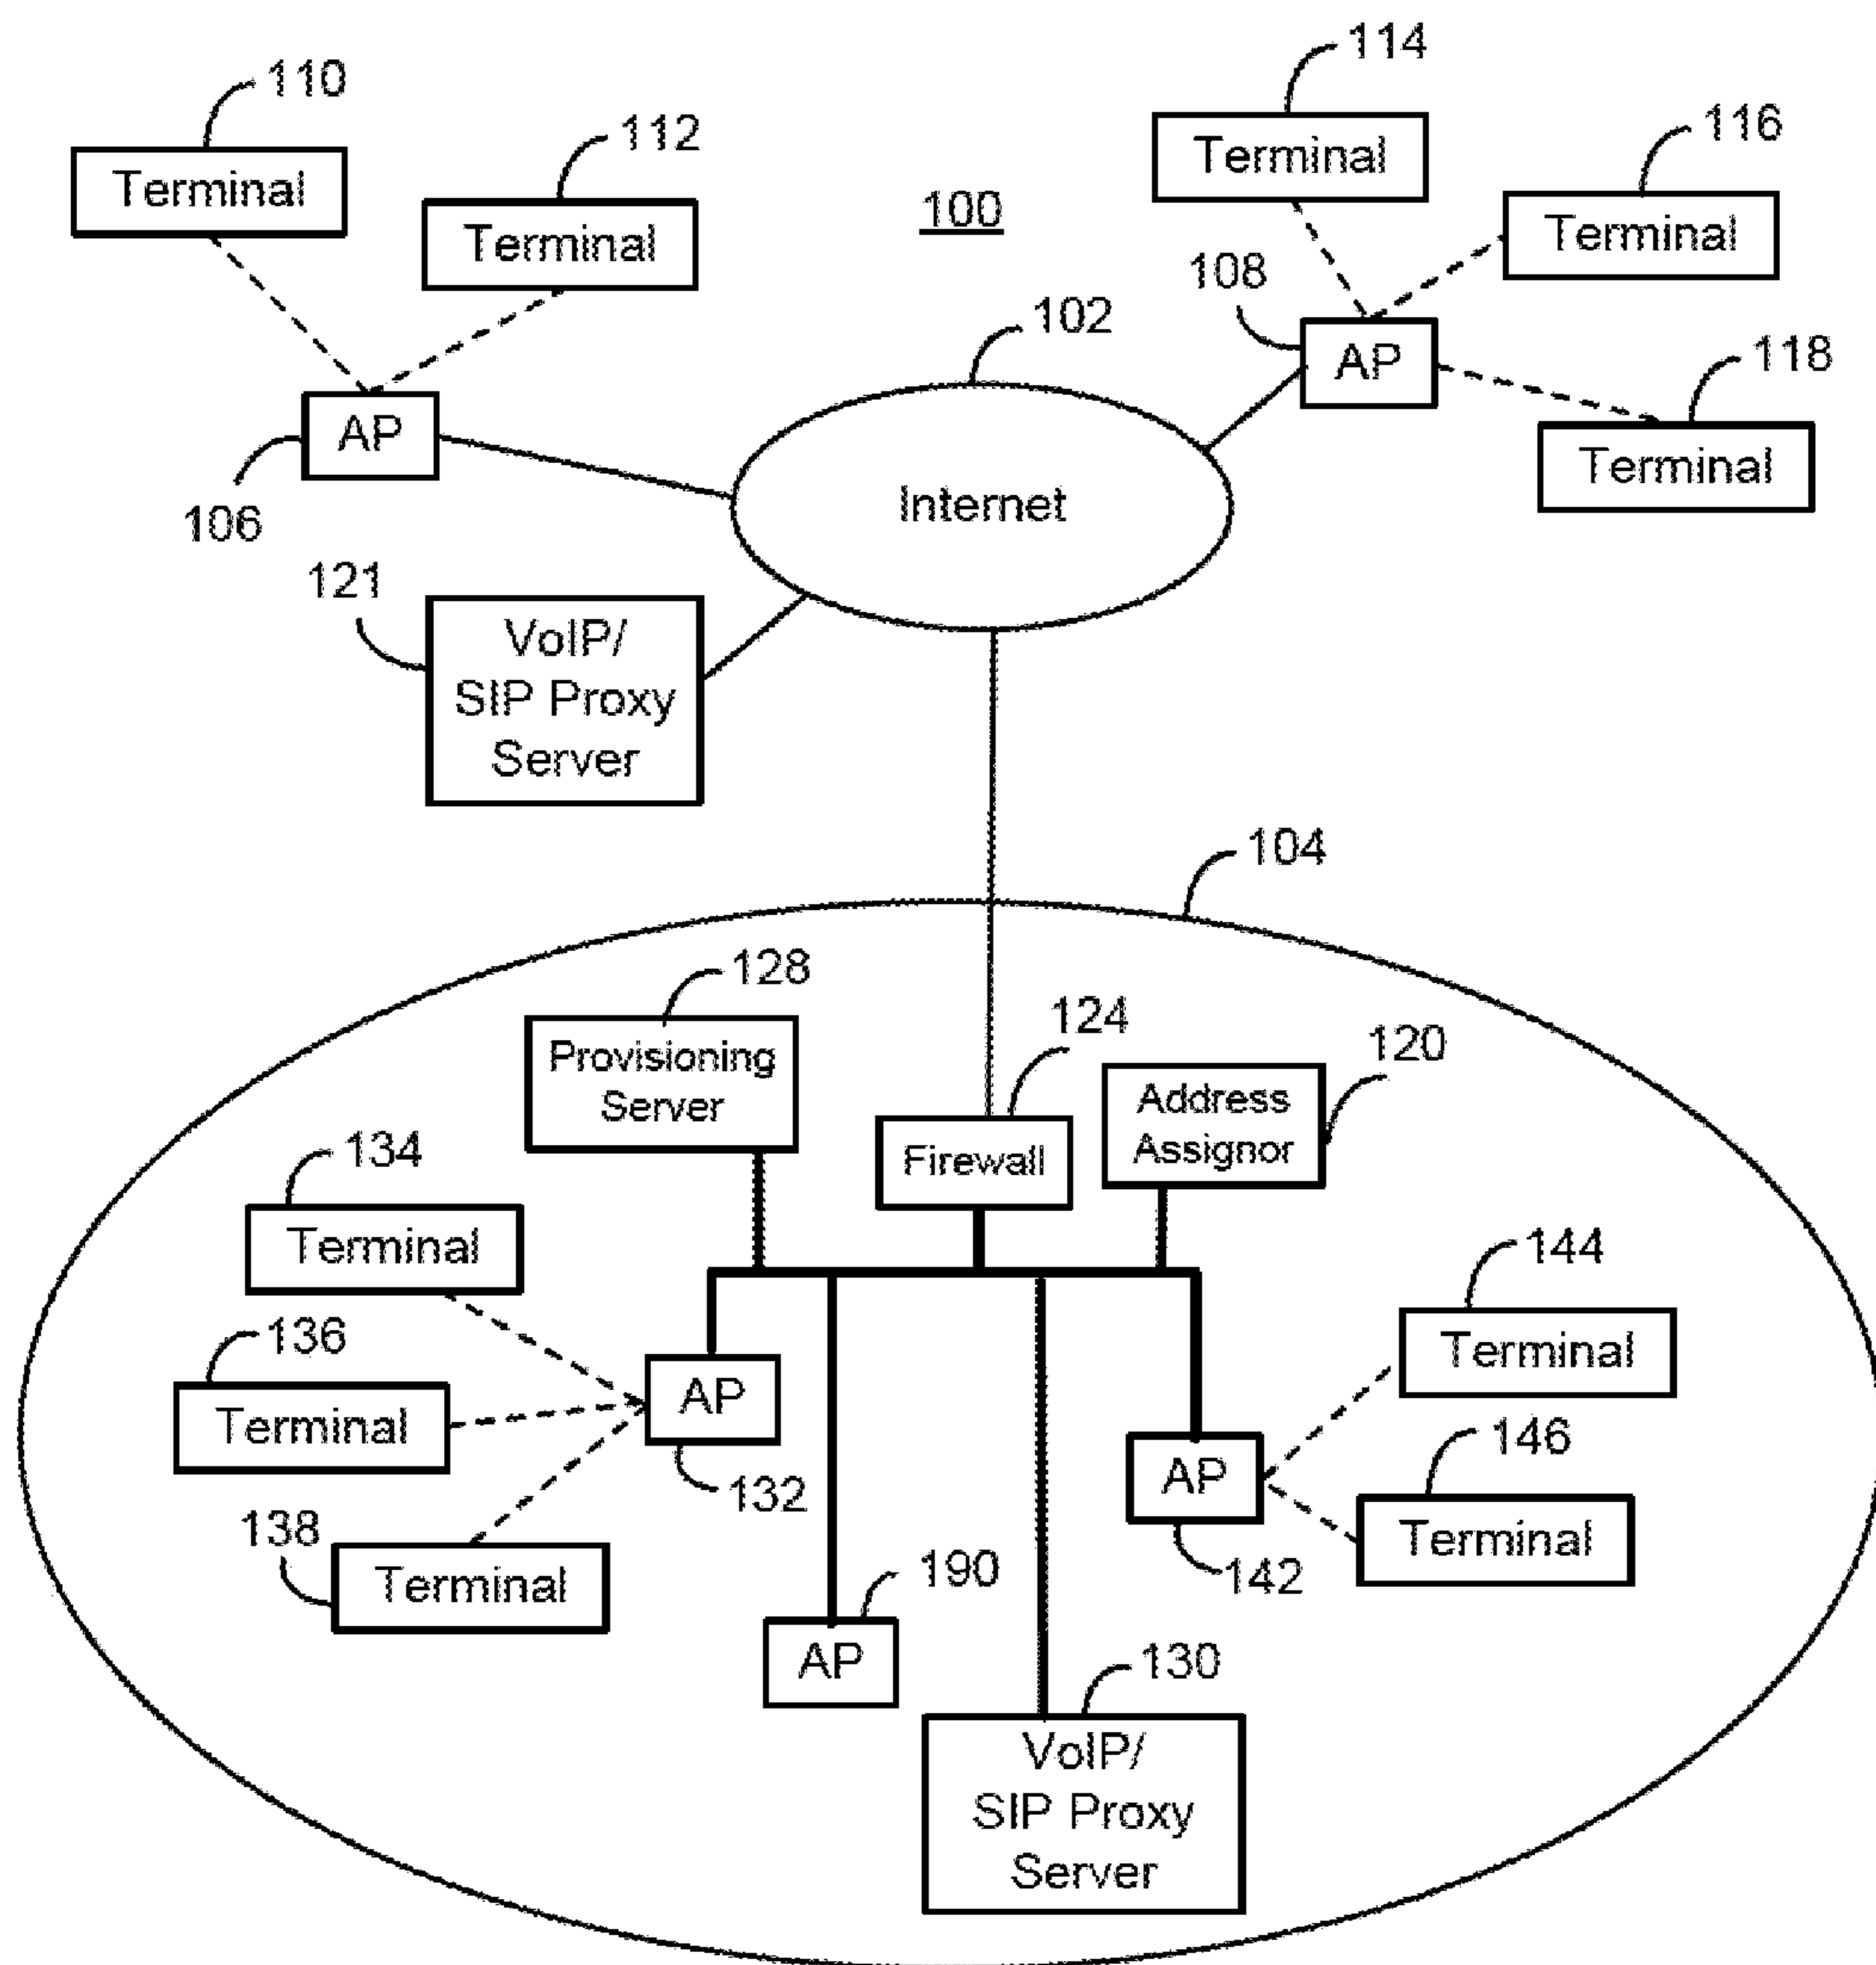 110
Terminal
112
Terminal
100
114
Terminal
116
Terminal
108
AP
118
Terminal
102
Internet
AP
106
121
VoIP/
SIP Proxy
Server
104
128
Provisioning
Server
124
Firewall
120
Address
Assignor
134
Terminal
136
Terminal
138
Terminal
AP
132
190
AP
130
VoIP/
SIP Proxy
Server
AP
142
144
Terminal
146
Terminal